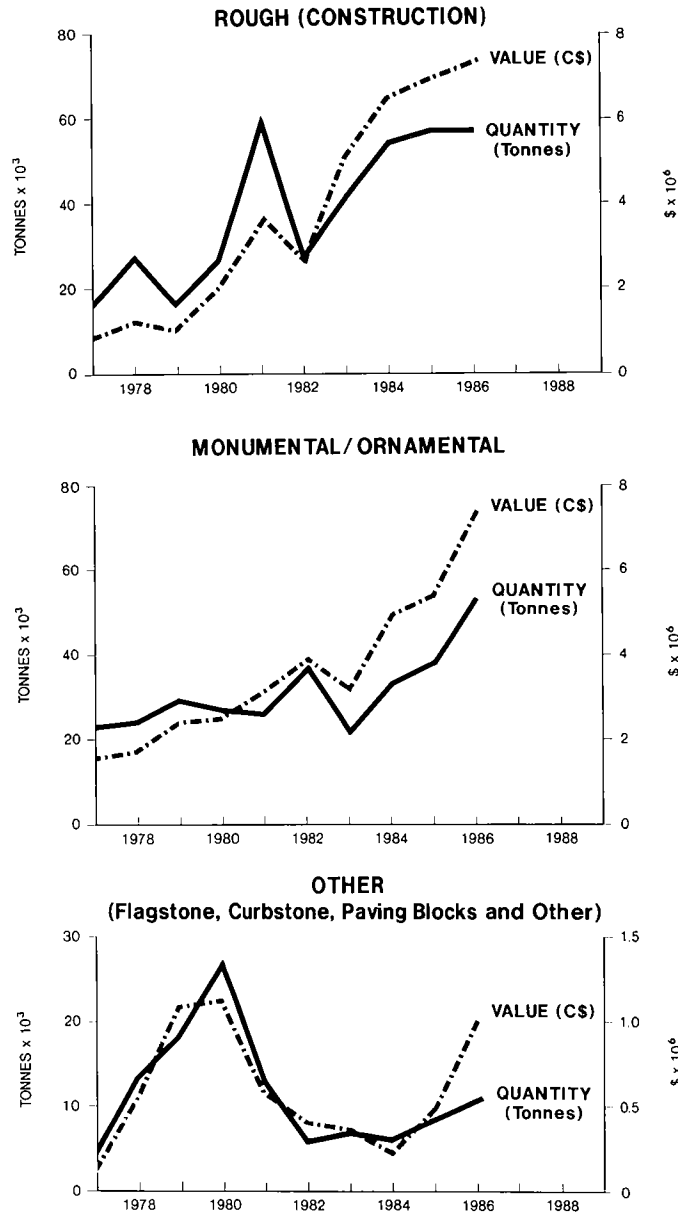 ROUGH (CONSTRUCTION)
80
60
40
20
0
TONNES x 10³
8
6
4
2
0
$ x 10⁶
VALUE (C$)
QUANTITY
(Tonnes)
1978 1980 1982 1984 1986 1988
MONUMENTAL/ORNAMENTAL
80
60
40
20
0
TONNES x 10³
8
6
4
2
0
$ x 10⁶
VALUE (C$)
QUANTITY
(Tonnes)
1978 1980 1982 1984 1986 1988
OTHER
(Flagstone, Curbstone, Paving Blocks and Other)
30
20
10
0
TONNES x 10³
1.5
1.0
0.5
0
$ x 10⁶
VALUE (C$)
QUANTITY
(Tonnes)
1978 1980 1982 1984 1986 1988